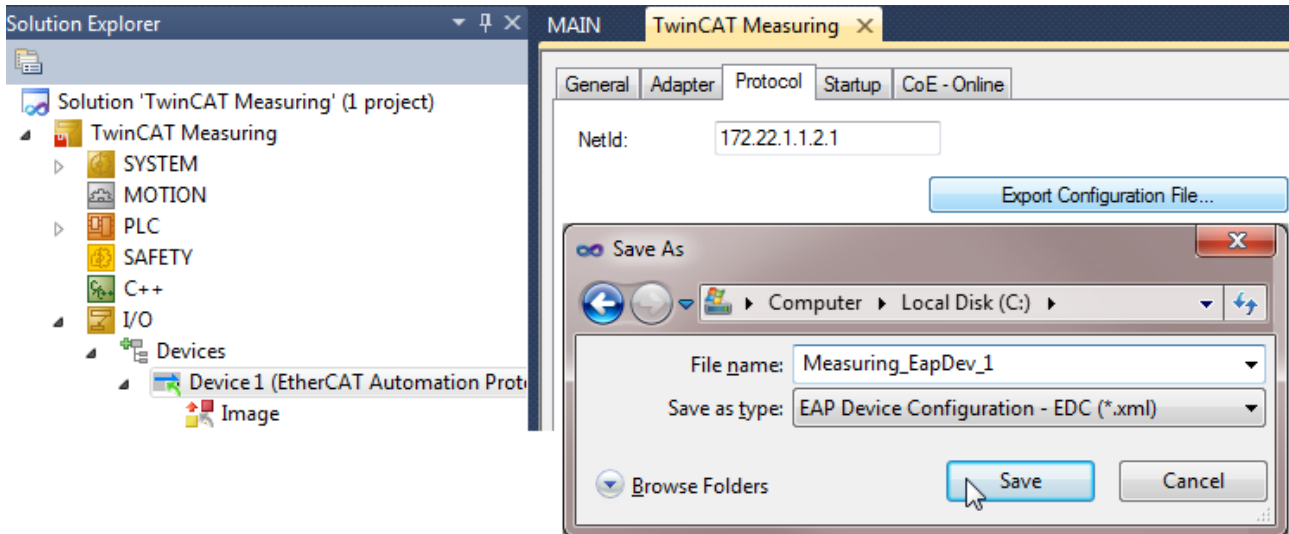 Solution Explorer
Solution 'TwinCAT Measuring' (1 project)
TwinCAT Measuring
SYSTEM
MOTION
PLC
SAFETY
C++
I/O
Devices
Device 1 (EtherCAT Automation Prot
Image
MAIN TwinCAT Measuring
General Adapter Protocol Startup CoE - Online
NetId: 172.22.1.1.2.1
Export Configuration File...
Save As
Computer Local Disk (C:)
File name: Measuring_EapDev_1
Save as type: EAP Device Configuration - EDC (*.xml)
Browse Folders Save Cancel